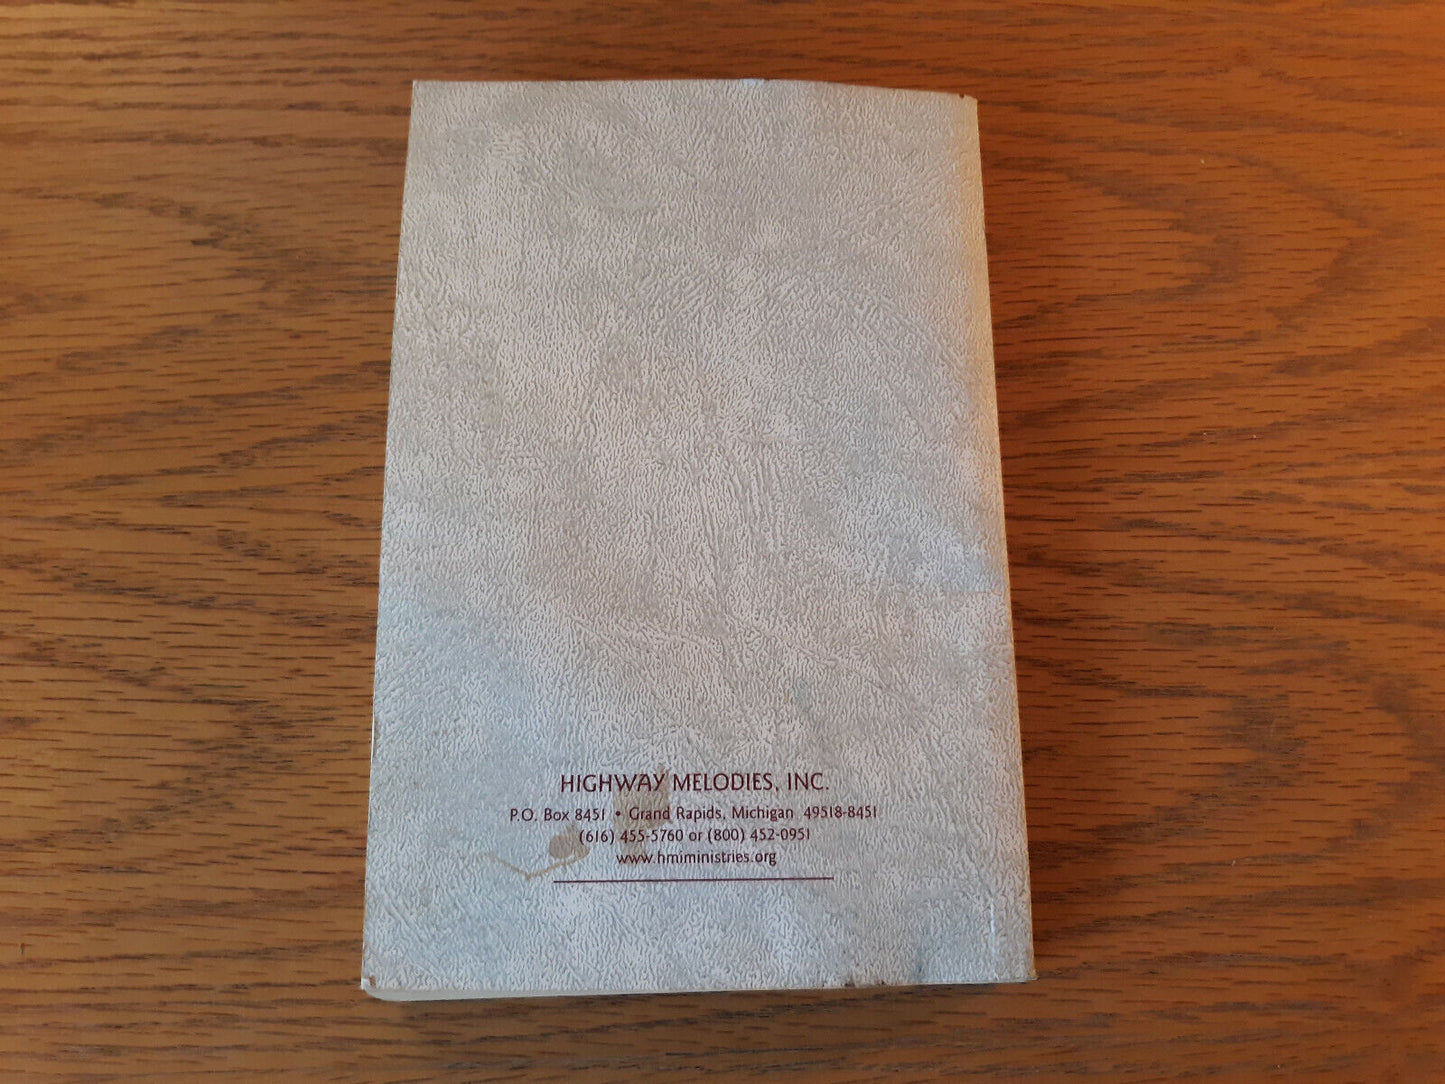 HIGHWAY MELODIES, INC.
P.O. Box 8451 • Grand Rapids, Michigan 49518-8451
(616) 455-5760 or (800) 452-0951
www.hmiministries.org